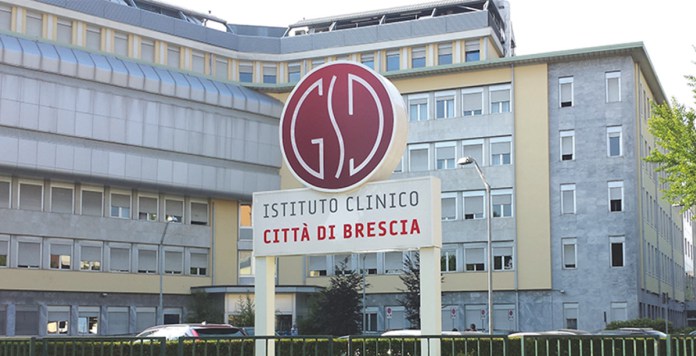 GSD
ISTITUTO CLINICO
CITTÀ DI BRESCIA